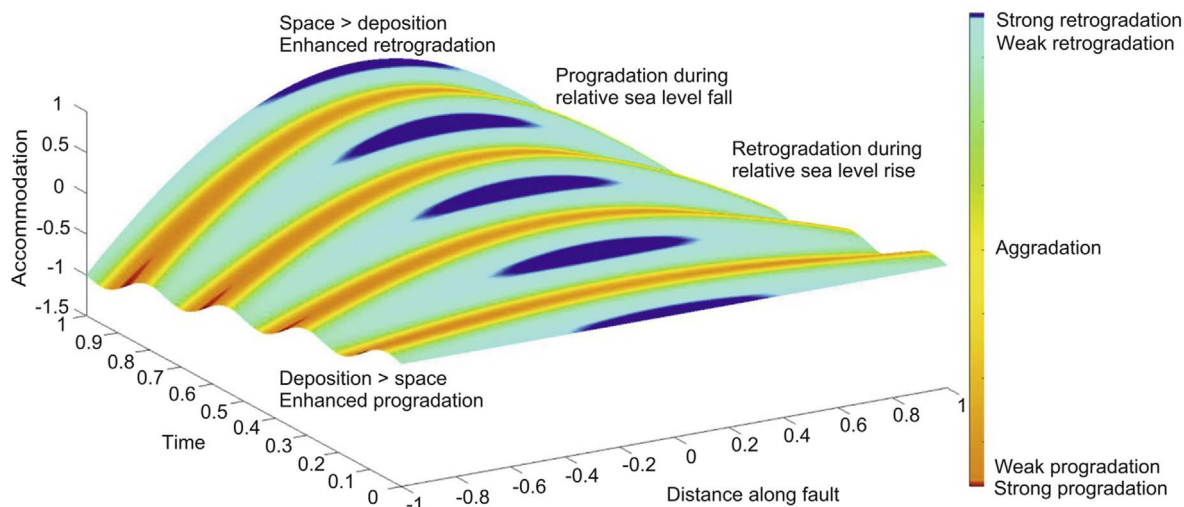 Space > deposition
Enhanced retrogradation
Progradation during
relative sea level fall
Retrogradation during
relative sea level rise
Deposition > space
Enhanced progradation
Accommodation
1
0.5
0
-0.5
-1
-1.5
Time
1
0.9
0.8
0.7
0.6
0.5
0.4
0.3
0.2
0.1
0
Distance along fault
-1
-0.8
-0.6
-0.4
-0.2
0
0.2
0.4
0.6
0.8
1
Strong retrogradation
Weak retrogradation
Aggradation
Weak progradation
Strong progradation